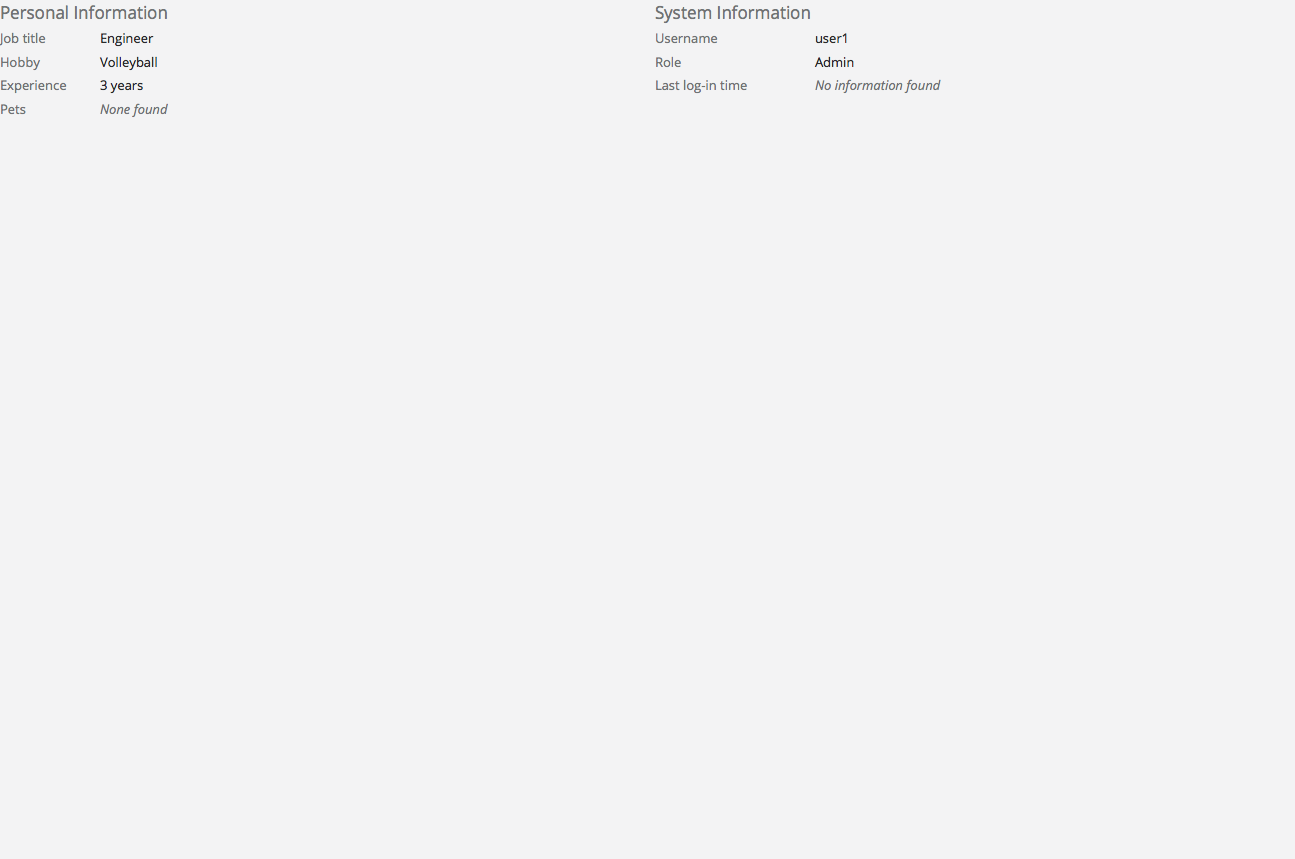 Personal Information
Job title Engineer
Hobby Volleyball
Experience 3 years
Pets None found
System Information
Username user1
Role Admin
Last log-in time No information found